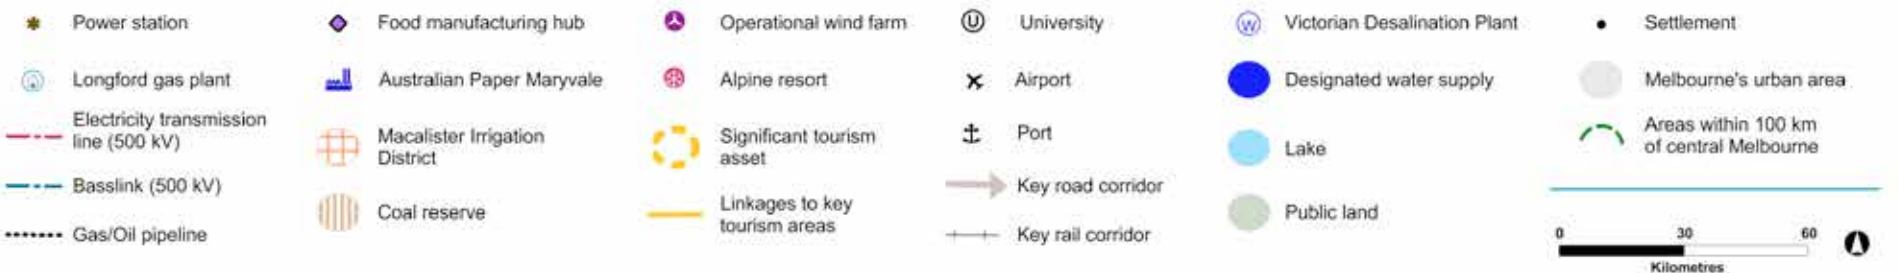 Power station
Longford gas plant
Electricity transmission
line (500 kV)
Basslink (500 kV)
Gas/Oil pipeline
Food manufacturing hub
Australian Paper Maryvale
Macalister Irrigation
District
Coal reserve
Operational wind farm
Alpine resort
Significant tourism
asset
Linkages to key
tourism areas
U
University
Airport
Port
Key road corridor
Key rail corridor
W
Victorian Desalination Plant
Designated water supply
Lake
Public land
Settlement
Melbourne's urban area
Areas within 100 km
of central Melbourne
0 30 60
Kilometres